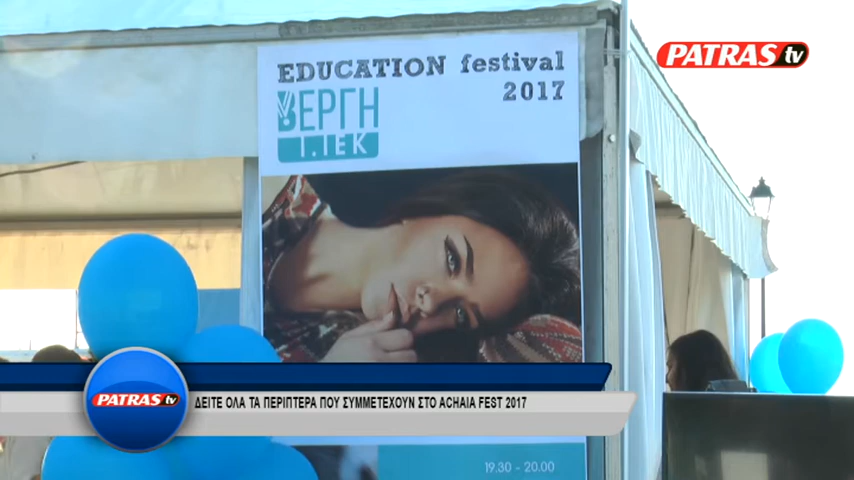 PATRAS tv
EDUCATION festival
2017
ΒΕΡΓΗ
Ι.ΙΕΚ
PATRAS tv
ΔΕΙΤΕ ΟΛΑ ΤΑ ΠΕΡΙΠΤΕΡΑ ΠΟΥ ΣΥΜΜΕΤΕΧΟΥΝ ΣΤΟ ACHAIA FEST 2017
19.30 - 20.00